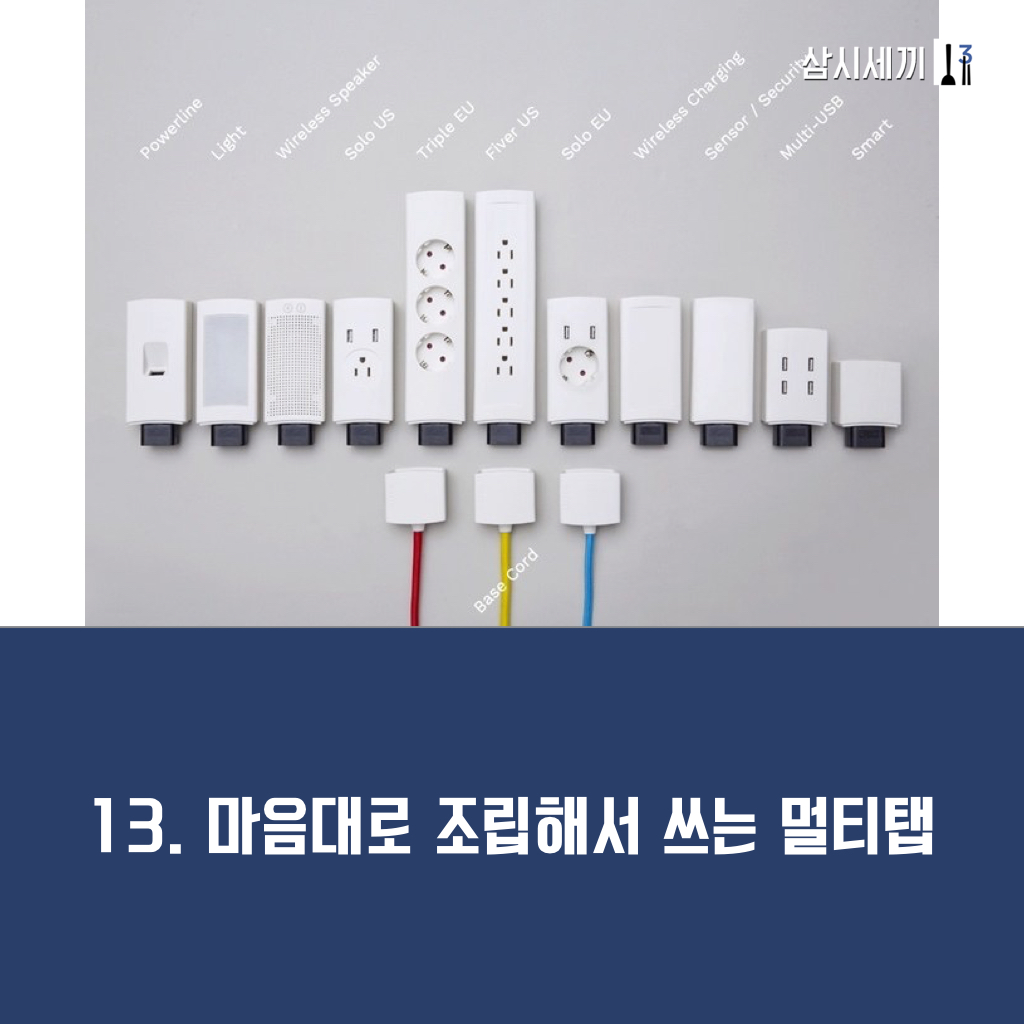 삼시세끼 3
Powerline
Light
Wireless Speaker
Solo US
Triple EU
Fiver US
Solo EU
Wireless Charging
Sensor / Security
Multi-USB
Smart
Base Cord
13. 마음대로 조립해서 쓰는 멀티탭